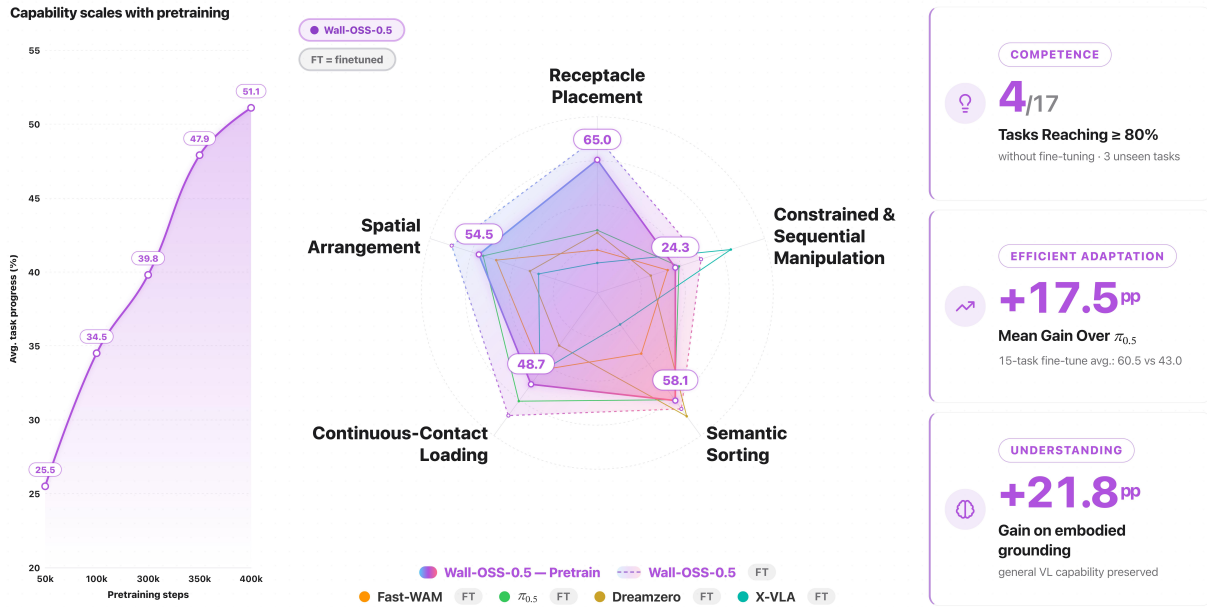 Capability scales with pretraining
Avg. task progress (%)
55
50
45
40
35
30
25
20
25.5
34.5
39.8
47.9
51.1
50k
100k
300k
350k
400k
Pretraining steps
Wall-OSS-0.5
FT = finetuned
Receptacle
Placement
65.0
Constrained &
Sequential
Manipulation
24.3
Semantic
Sorting
58.1
Continuous-Contact
Loading
48.7
Spatial
Arrangement
54.5
Wall-OSS-0.5 — Pretrain
Wall-OSS-0.5 FT
Fast-WAM FT
π0.5 FT
Dreamzero FT
X-VLA FT
COMPETENCE
4/17
Tasks Reaching ≥ 80%
without fine-tuning · 3 unseen tasks
EFFICIENT ADAPTATION
+17.5pp
Mean Gain Over π0.5
15-task fine-tune avg.: 60.5 vs 43.0
UNDERSTANDING
+21.8pp
Gain on embodied
grounding
general VL capability preserved